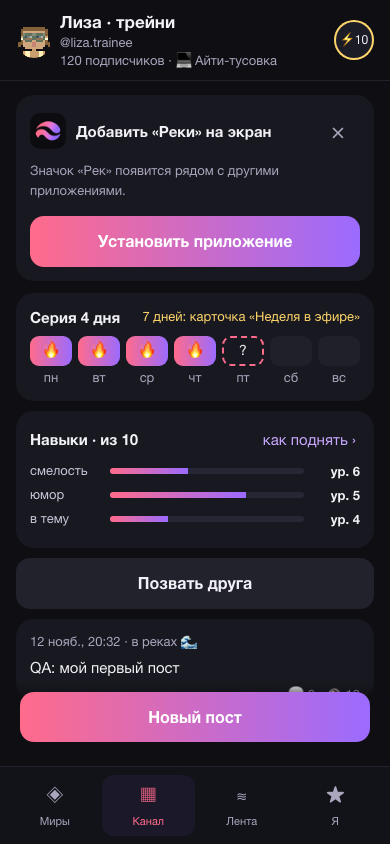 Лиза · трейни
@liza.trainee
120 подписчиков · 💻 Айти-тусовка
⚡10
Добавить «Реки» на экран
Значок «Рек» появится рядом с другими
приложениями.
Установить приложение
Серия 4 дня
7 дней: карточка «Неделя в эфире»
?
пн вт ср чт пт сб вс
Навыки · из 10
как поднять ›
смелость ур. 6
юмор ур. 5
в тему ур. 4
Позвать друга
12 нояб., 20:32 · в реках 🌊
QA: мой первый пост
Новый пост
Миры Канал Лента Я